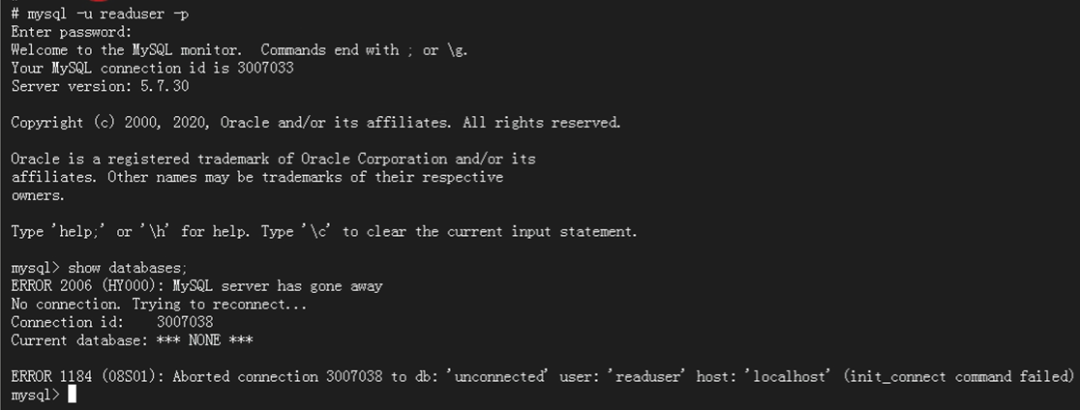 # mysql -u readuser -p
Enter password:
Welcome to the MySQL monitor.  Commands end with ; or \g.
Your MySQL connection id is 3007033
Server version: 5.7.30
Copyright (c) 2000, 2020, Oracle and/or its affiliates. All rights reserved.
Oracle is a registered trademark of Oracle Corporation and/or its
affiliates. Other names may be trademarks of their respective
owners.
Type 'help;' or '\h' for help. Type '\c' to clear the current input statement.
mysql> show databases;
ERROR 2006 (HY000): MySQL server has gone away
No connection. Trying to reconnect...
Connection id:    3007038
Current database: *** NONE ***
ERROR 1184 (08S01): Aborted connection 3007038 to db: 'unconnected' user: 'readuser' host: 'localhost' (init_connect command failed)
mysql>